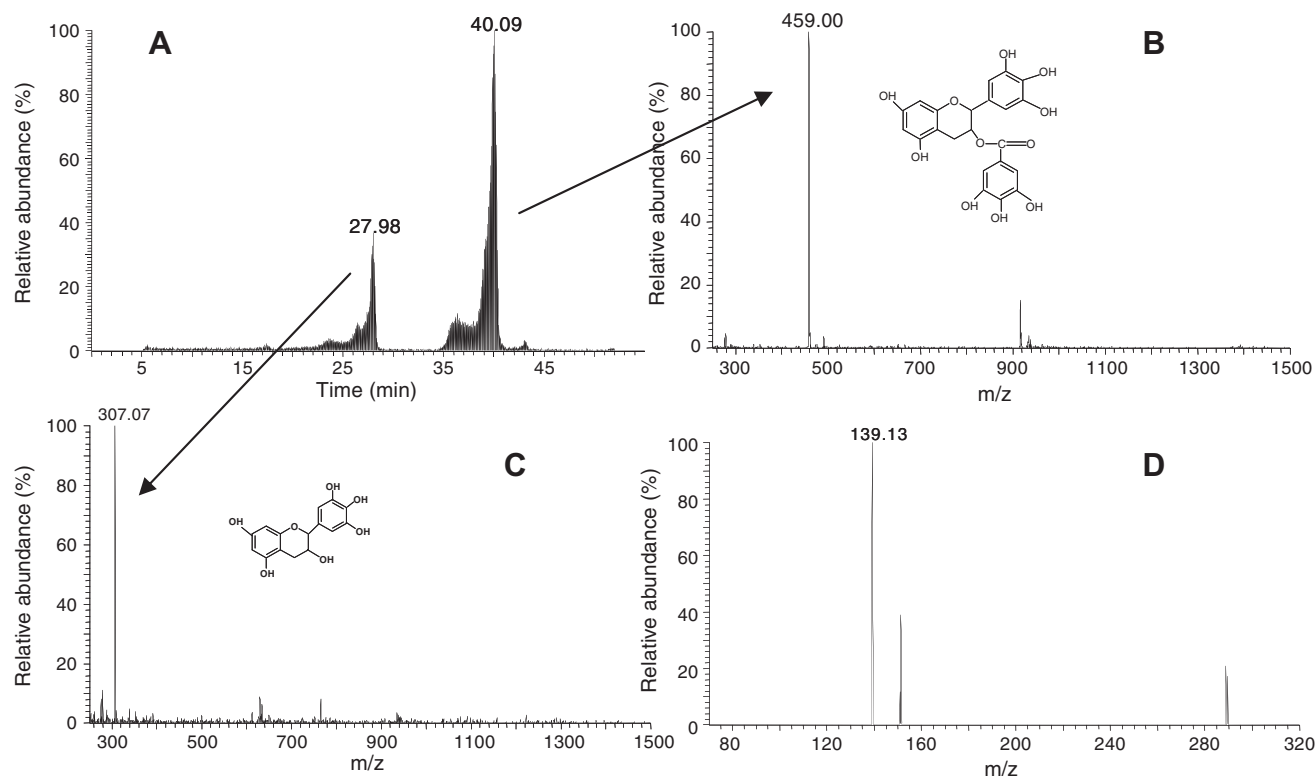 A
40.09
27.98
100
80
60
40
20
0
Relative abundance (%)
5 15 25 35 45
Time (min)
B
459.00
100
80
60
40
20
0
Relative abundance (%)
300 500 700 900 1100 1300 1500
m/z
OH
OH
OH
O
OH
OH
O C O
OH
OH
OH
C
307.07
100
80
60
40
20
0
Relative abundance (%)
300 500 700 900 1100 1300 1500
m/z
OH
OH
OH
O
OH
OH
OH
D
139.13
100
80
60
40
20
0
Relative abundance (%)
80 120 160 200 240 280 320
m/z